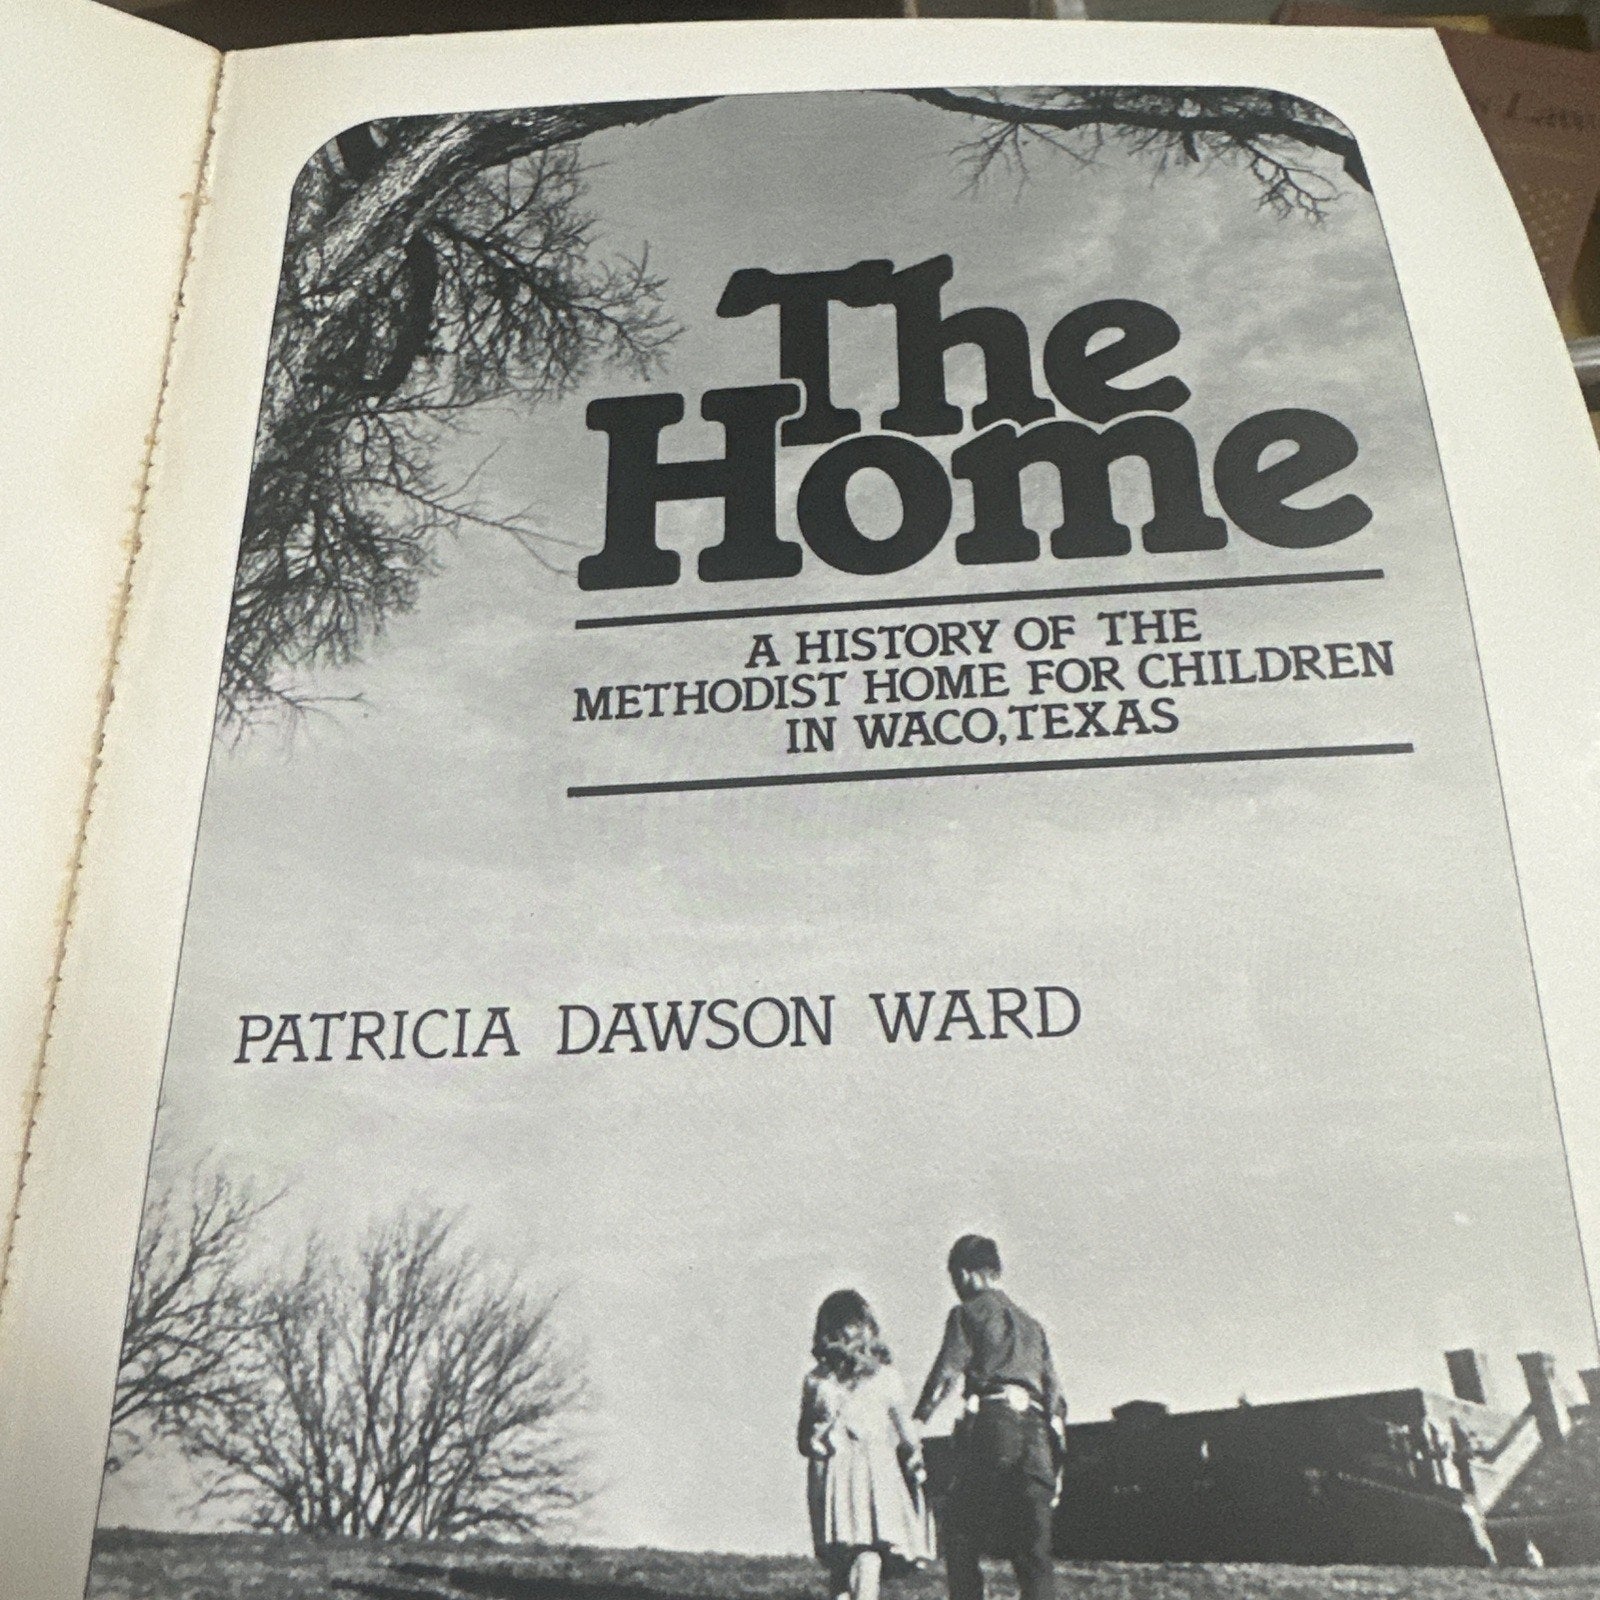 The
Home
A HISTORY OF THE
METHODIST HOME FOR CHILDREN
IN WACO, TEXAS
PATRICIA DAWSON WARD